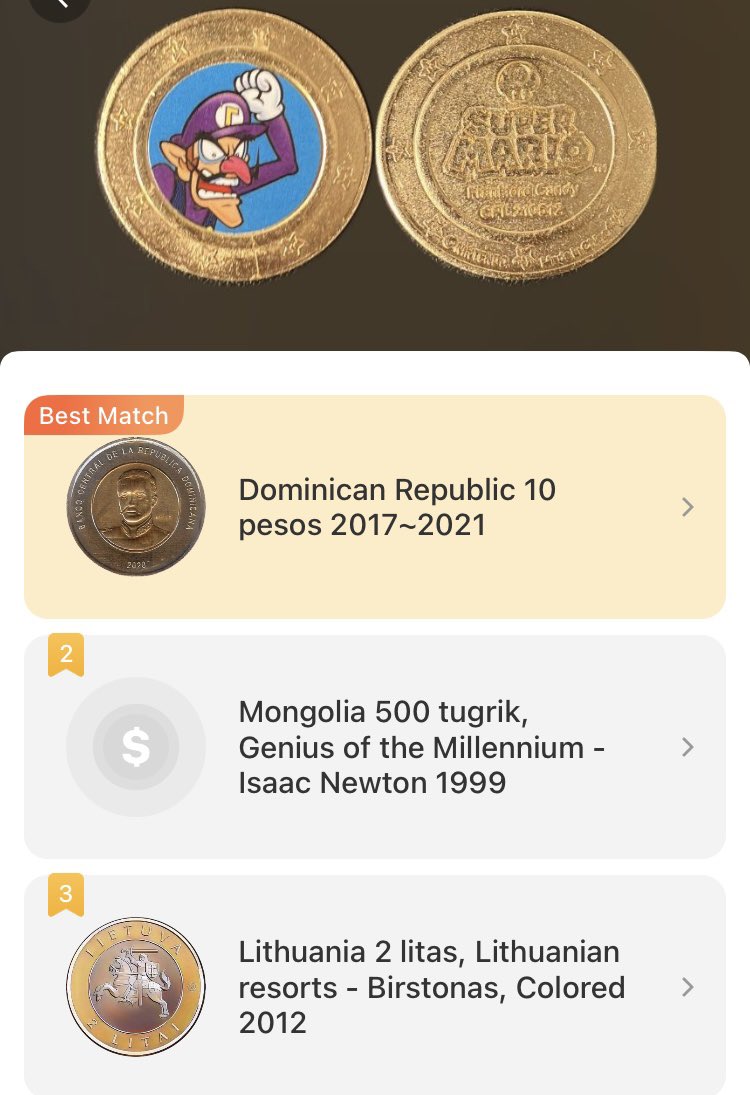 SUPER
MARIO
TM
Candy
Best Match
BANCO CENTRAL DE LA REPUBLICA DOMINICANA
2020
Dominican Republic 10
pesos 2017~2021
2
$
Mongolia 500 tugrik,
Genius of the Millennium -
Isaac Newton 1999
3
LIETUVA
2 LITAI
Lithuania 2 litas, Lithuanian
resorts - Birstonas, Colored
2012